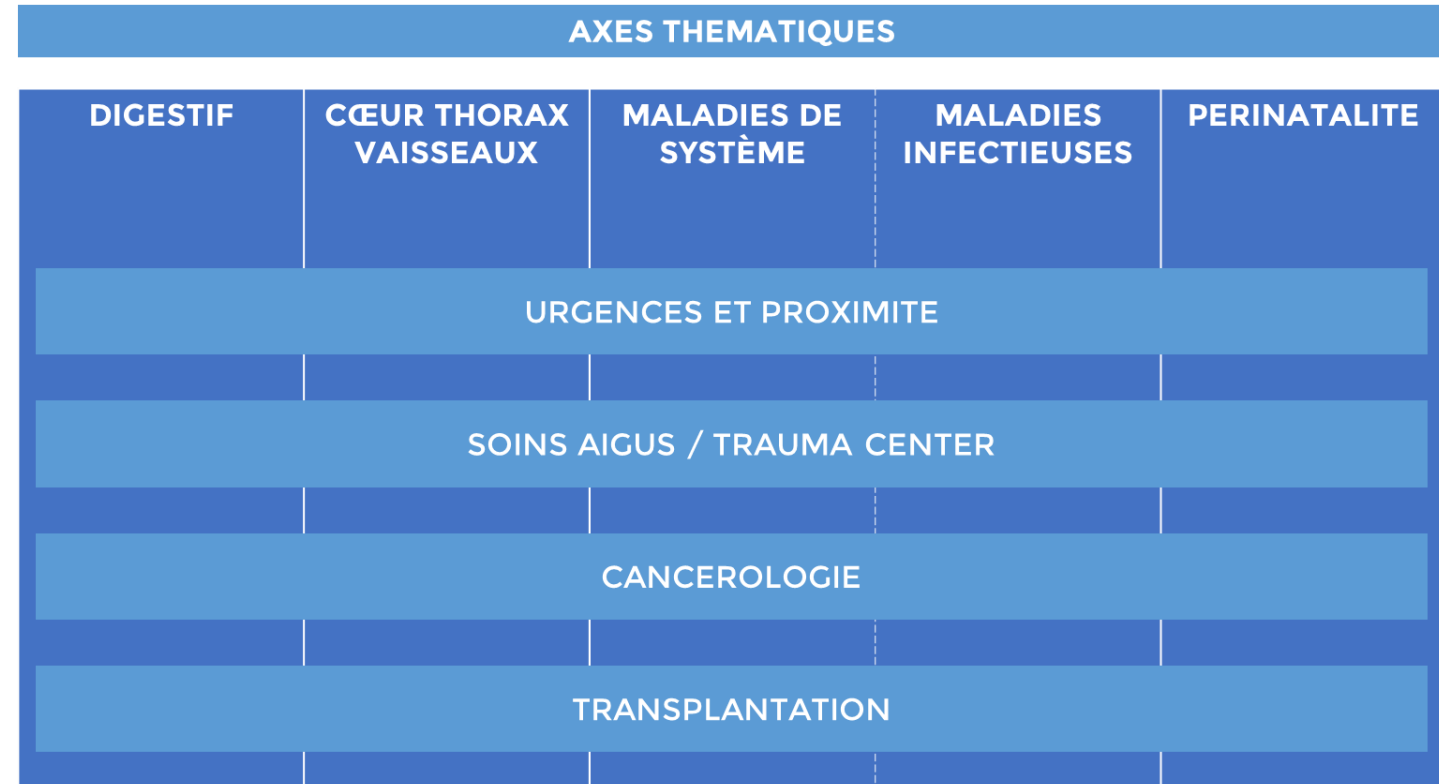 AXES THEMATIQUES
DIGESTIF
CŒUR THORAX
VAISSEAUX
MALADIES DE
SYSTÈME
MALADIES
INFECTIEUSES
PERINATALITE
URGENCES ET PROXIMITE
SOINS AIGUS / TRAUMA CENTER
CANCEROLOGIE
TRANSPLANTATION